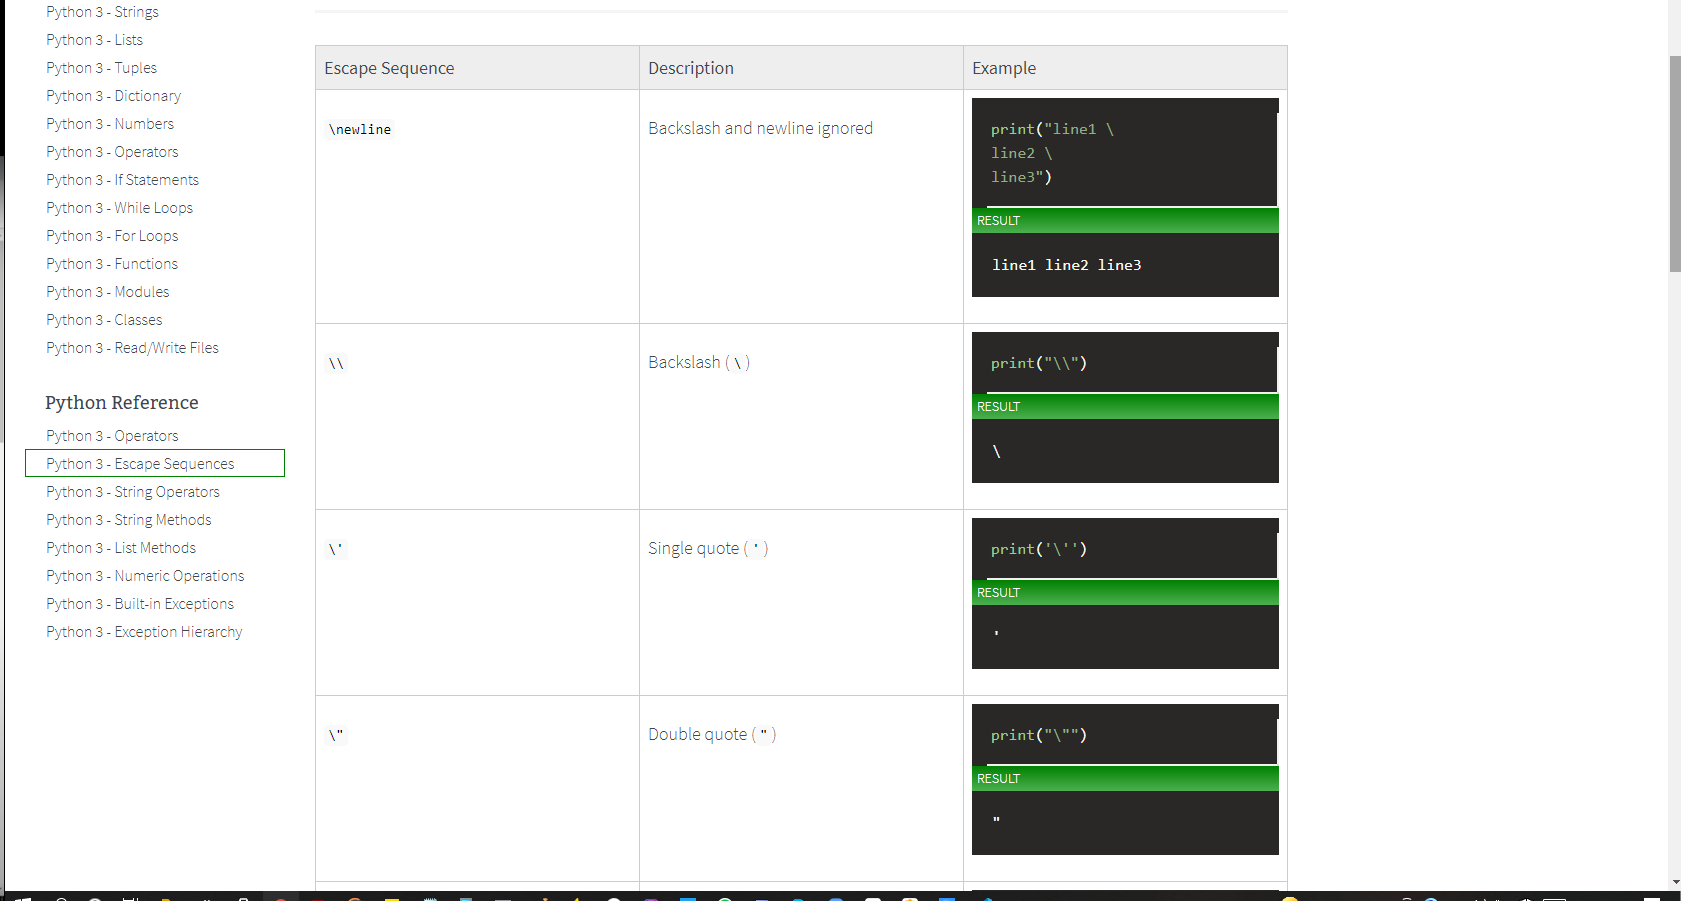 Python 3 - Strings
Python 3 - Lists
Python 3 - Tuples
Python 3 - Dictionary
Python 3 - Numbers
Python 3 - Operators
Python 3 - If Statements
Python 3 - While Loops
Python 3 - For Loops
Python 3 - Functions
Python 3 - Modules
Python 3 - Classes
Python 3 - Read/Write Files
Python Reference
Python 3 - Operators
Python 3 - Escape Sequences
Python 3 - String Operators
Python 3 - String Methods
Python 3 - List Methods
Python 3 - Numeric Operations
Python 3 - Built-in Exceptions
Python 3 - Exception Hierarchy
Escape Sequence Description Example
\newline Backslash and newline ignored print("line1 \
line2 \
line3")
RESULT
line1 line2 line3
\\ Backslash ( \ ) print("\\")
RESULT
\
\' Single quote ( ' ) print('\'')
RESULT
'
\" Double quote ( " ) print("\"")
RESULT
"